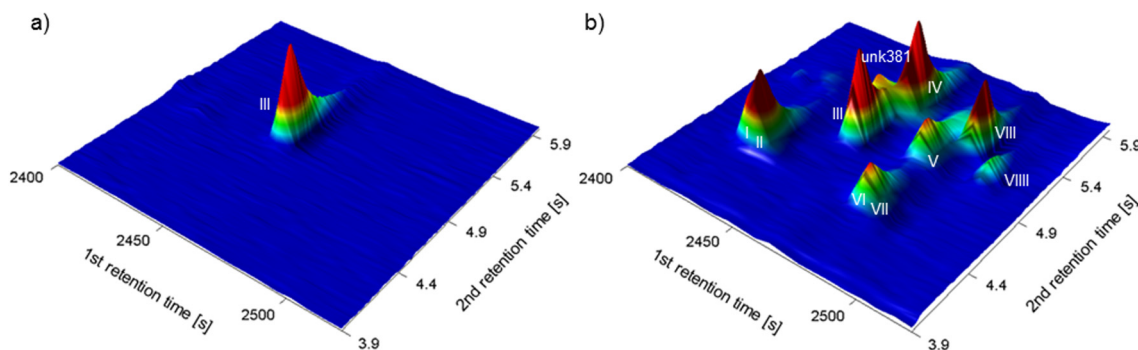 a)
III
2400
2450
2500
1st retention time [s]
3.9
4.4
4.9
5.4
5.9
2nd retention time [s]
b)
unk381
I
II
III
IV
V
VI
VII
VIII
VIIII
2400
2450
2500
1st retention time [s]
3.9
4.4
4.9
5.4
5.9
2nd retention time [s]